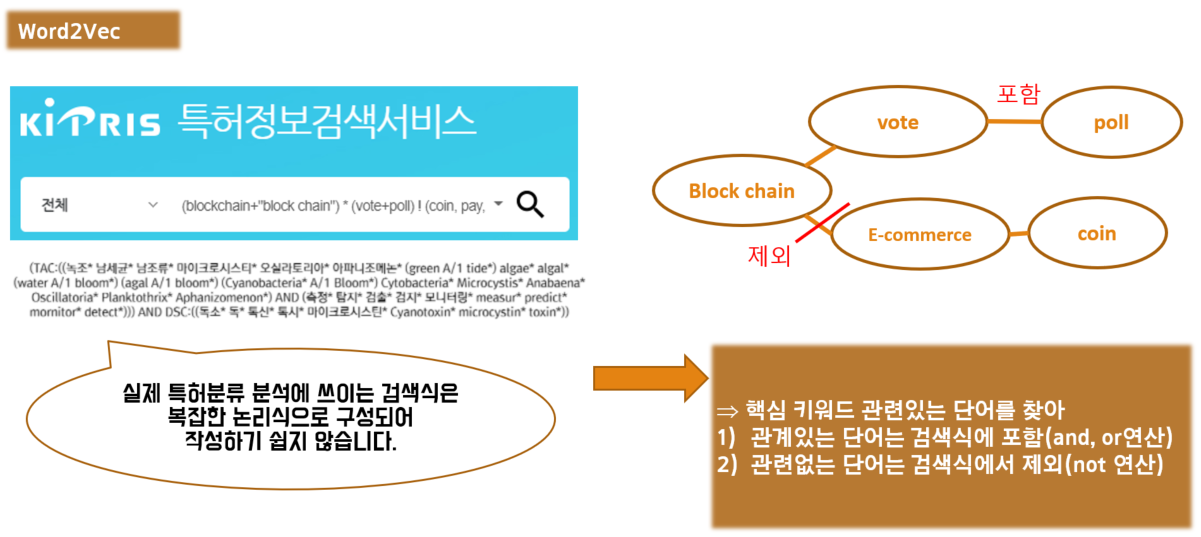 Word2Vec
KIPRIS 특허정보검색서비스
전체
(blockchain+"block chain") * (vote+poll) ! (coin, pay,
(TAC:((녹조* 남세균* 남조류* 마이크로시스티* 오실라토리아* 아파니조메논* (green A/1 tide*) algae* algal*
(water A/1 bloom*) (agal A/1 bloom*) (Cyanobacteria* A/1 Bloom*) Cytobacteria* Microcystis* Anabaena*
Oscillatoria* Planktothrix* Aphanizomenon*) AND (측정* 탐지* 검출* 검지* 모니터링* measur* predict*
mornitor* detect*))) AND DSC:((독소* 독* 톡신* 톡시* 마이크로시스틴* Cyanotoxin* microcystin* toxin*))
실제 특허분류 분석에 쓰이는 검색식은
복잡한 논리식으로 구성되어
작성하기 쉽지 않습니다.
Block chain
vote
포함
poll
제외
E-commerce
coin
⇒ 핵심 키워드 관련있는 단어를 찾아
1) 관계있는 단어는 검색식에 포함(and, or연산)
2) 관련없는 단어는 검색식에서 제외(not 연산)